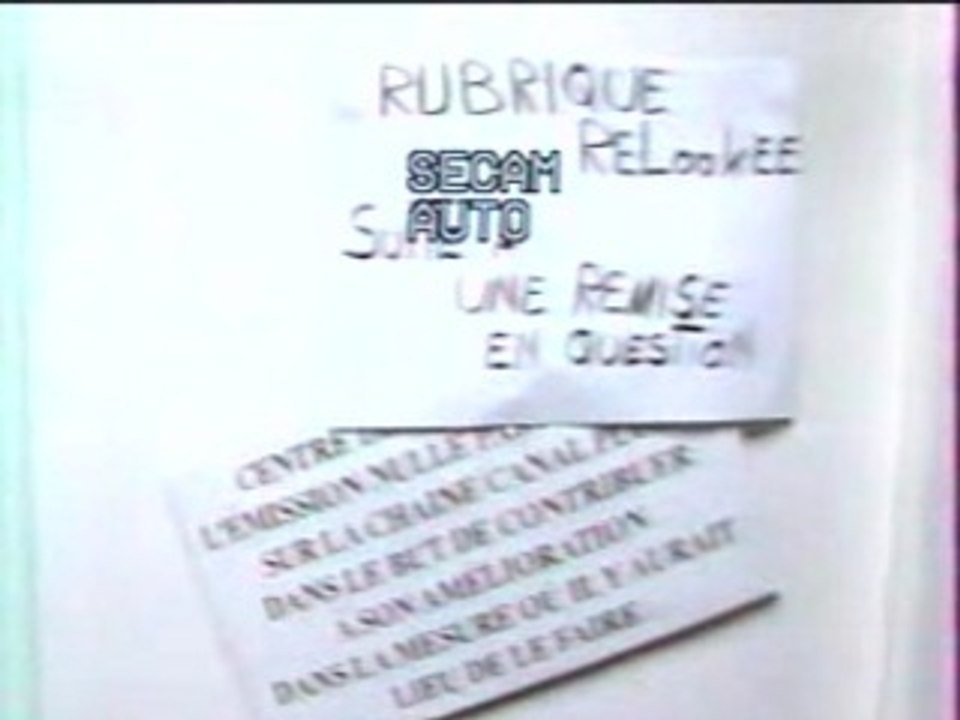 RUBRIQUE
RELOOKEE
SECAM
AUTO
UNE REMISE
EN QUESTION
CENTRE
L'EMISSION NULLE
SUR LA CHAINE CANAL
DANS LE BUT DE CONTRIBUER
A SON AMELIORATION
DANS LA MESURE OU IL Y AURAIT
LIEU DE LE FAIRE